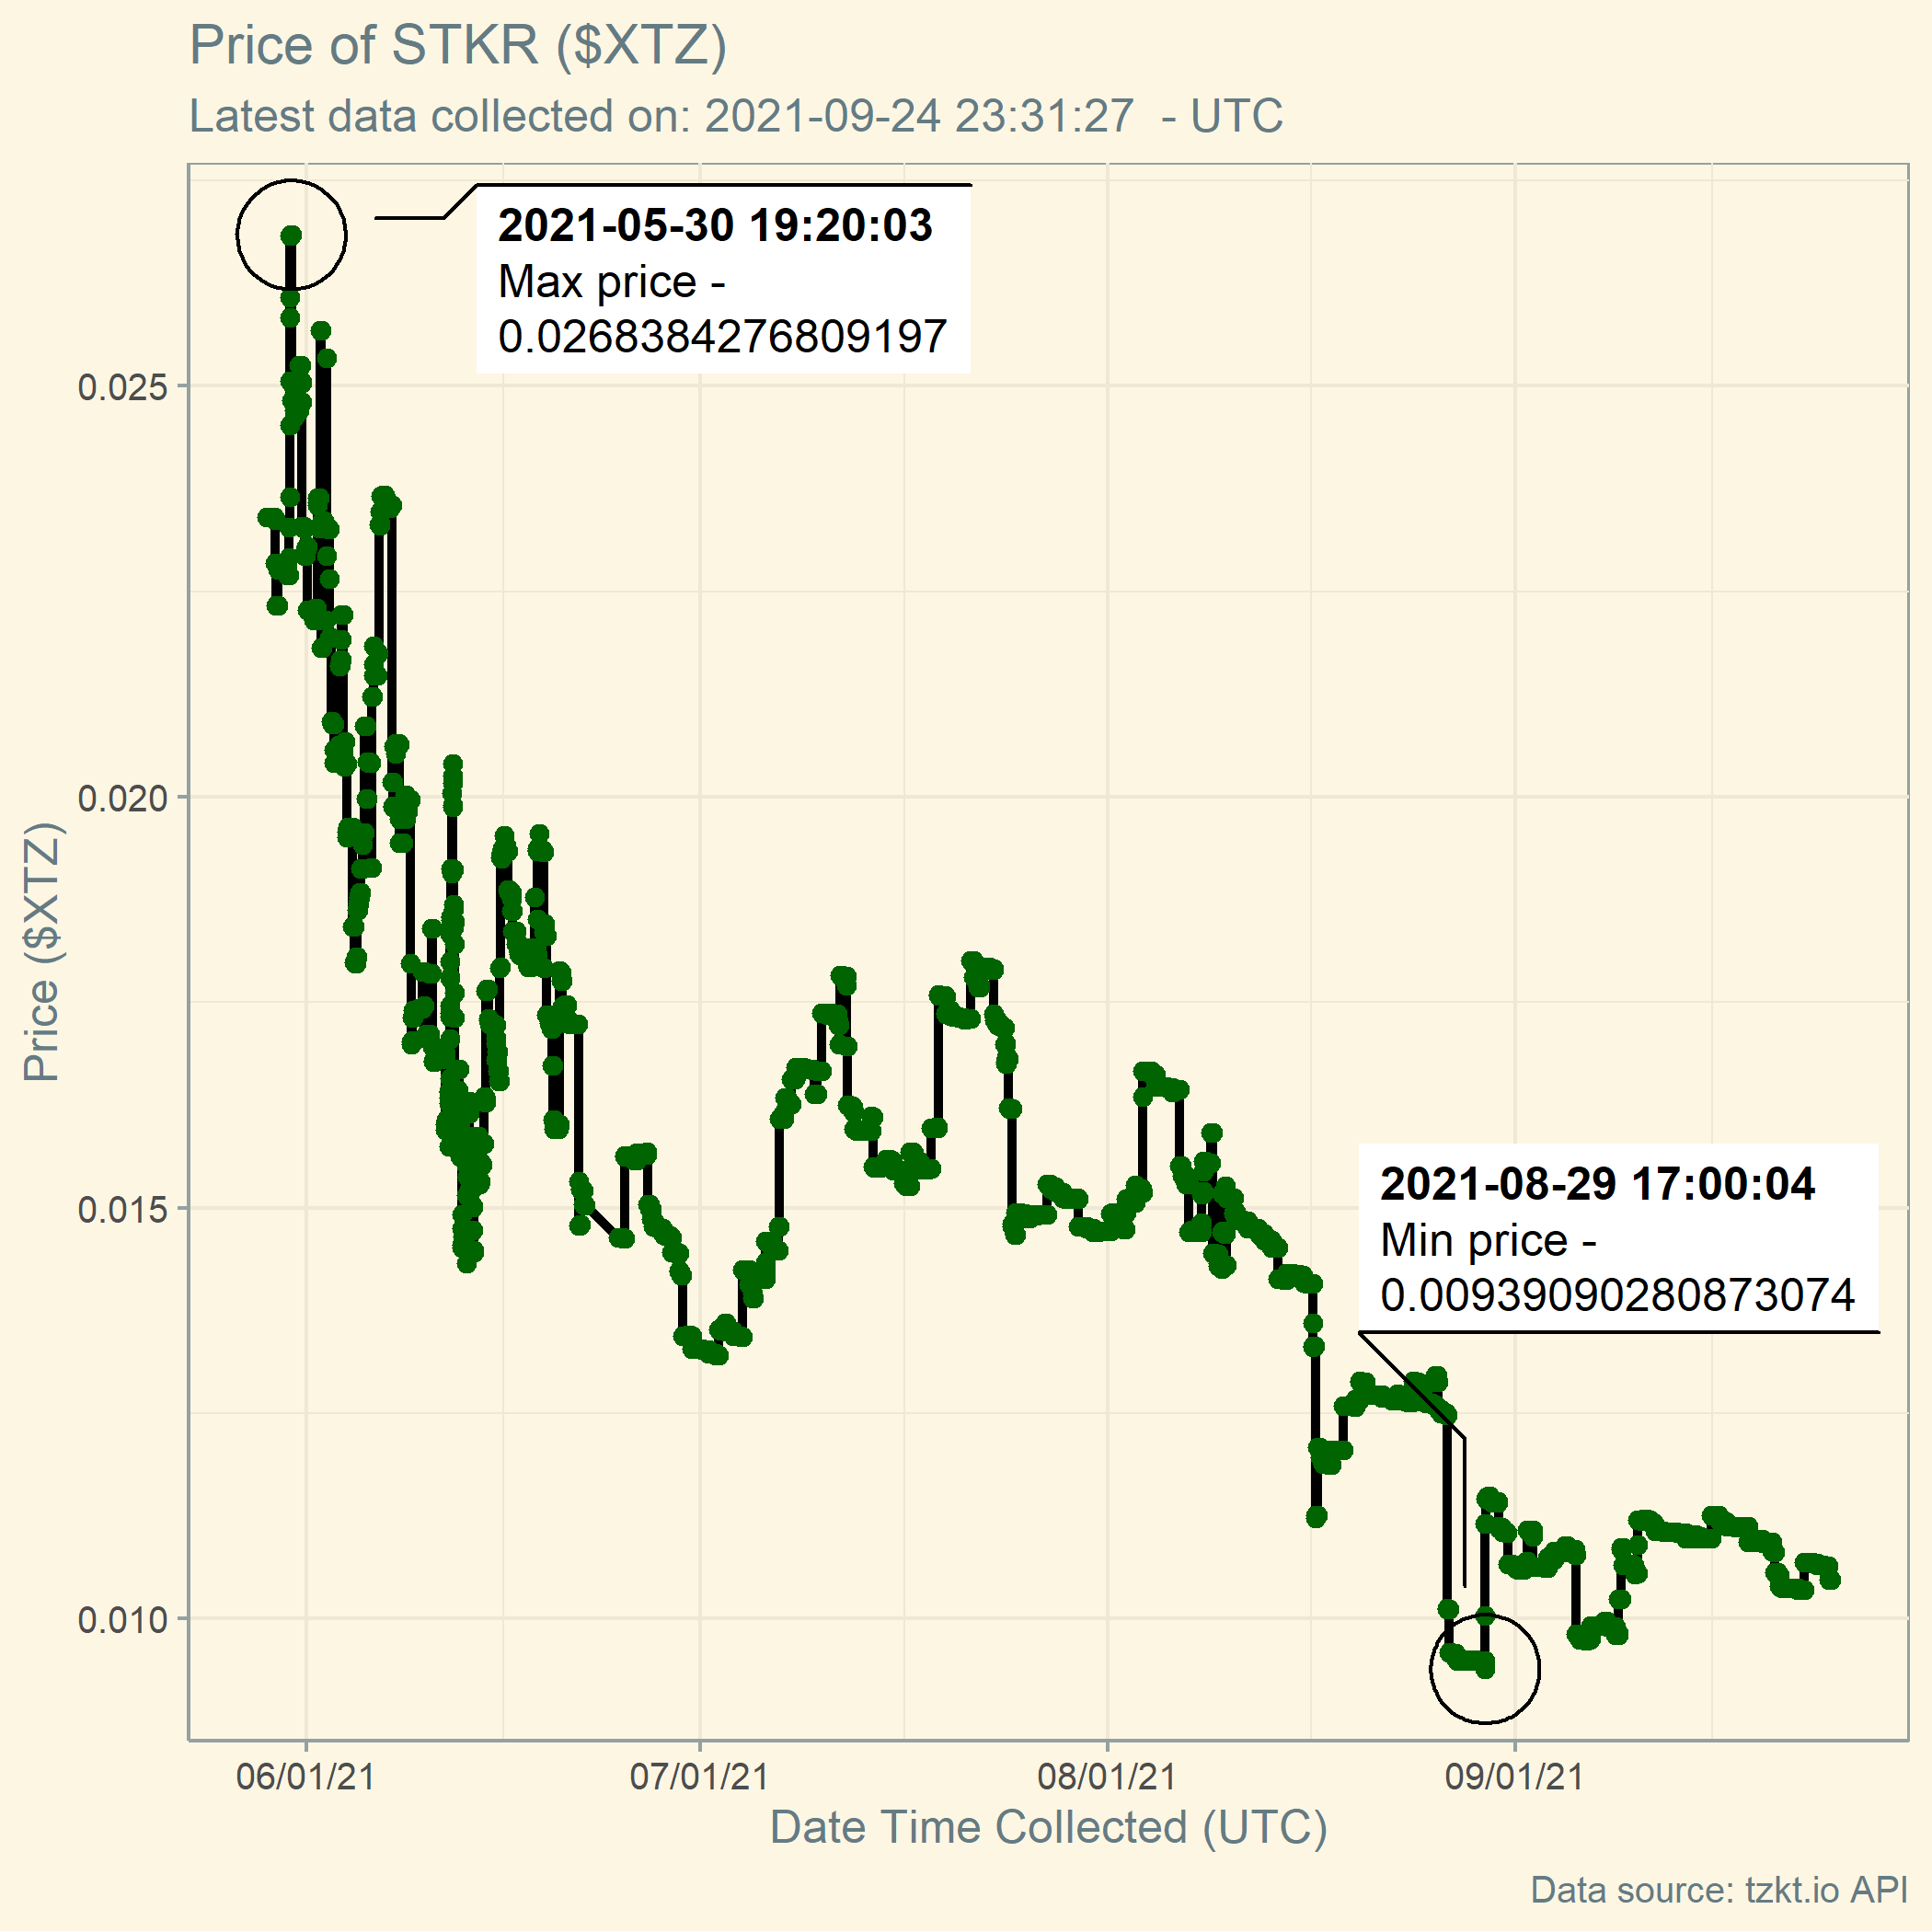 Price of STKR ($XTZ)
Latest data collected on: 2021-09-24 23:31:27  - UTC
2021-05-30 19:20:03
Max price -
0.0268384276809197
0.025
0.020
0.015
0.010
Price ($XTZ)
2021-08-29 17:00:04
Min price -
0.00939090280873074
06/01/21
07/01/21
08/01/21
09/01/21
Date Time Collected (UTC)
Data source: tzkt.io API